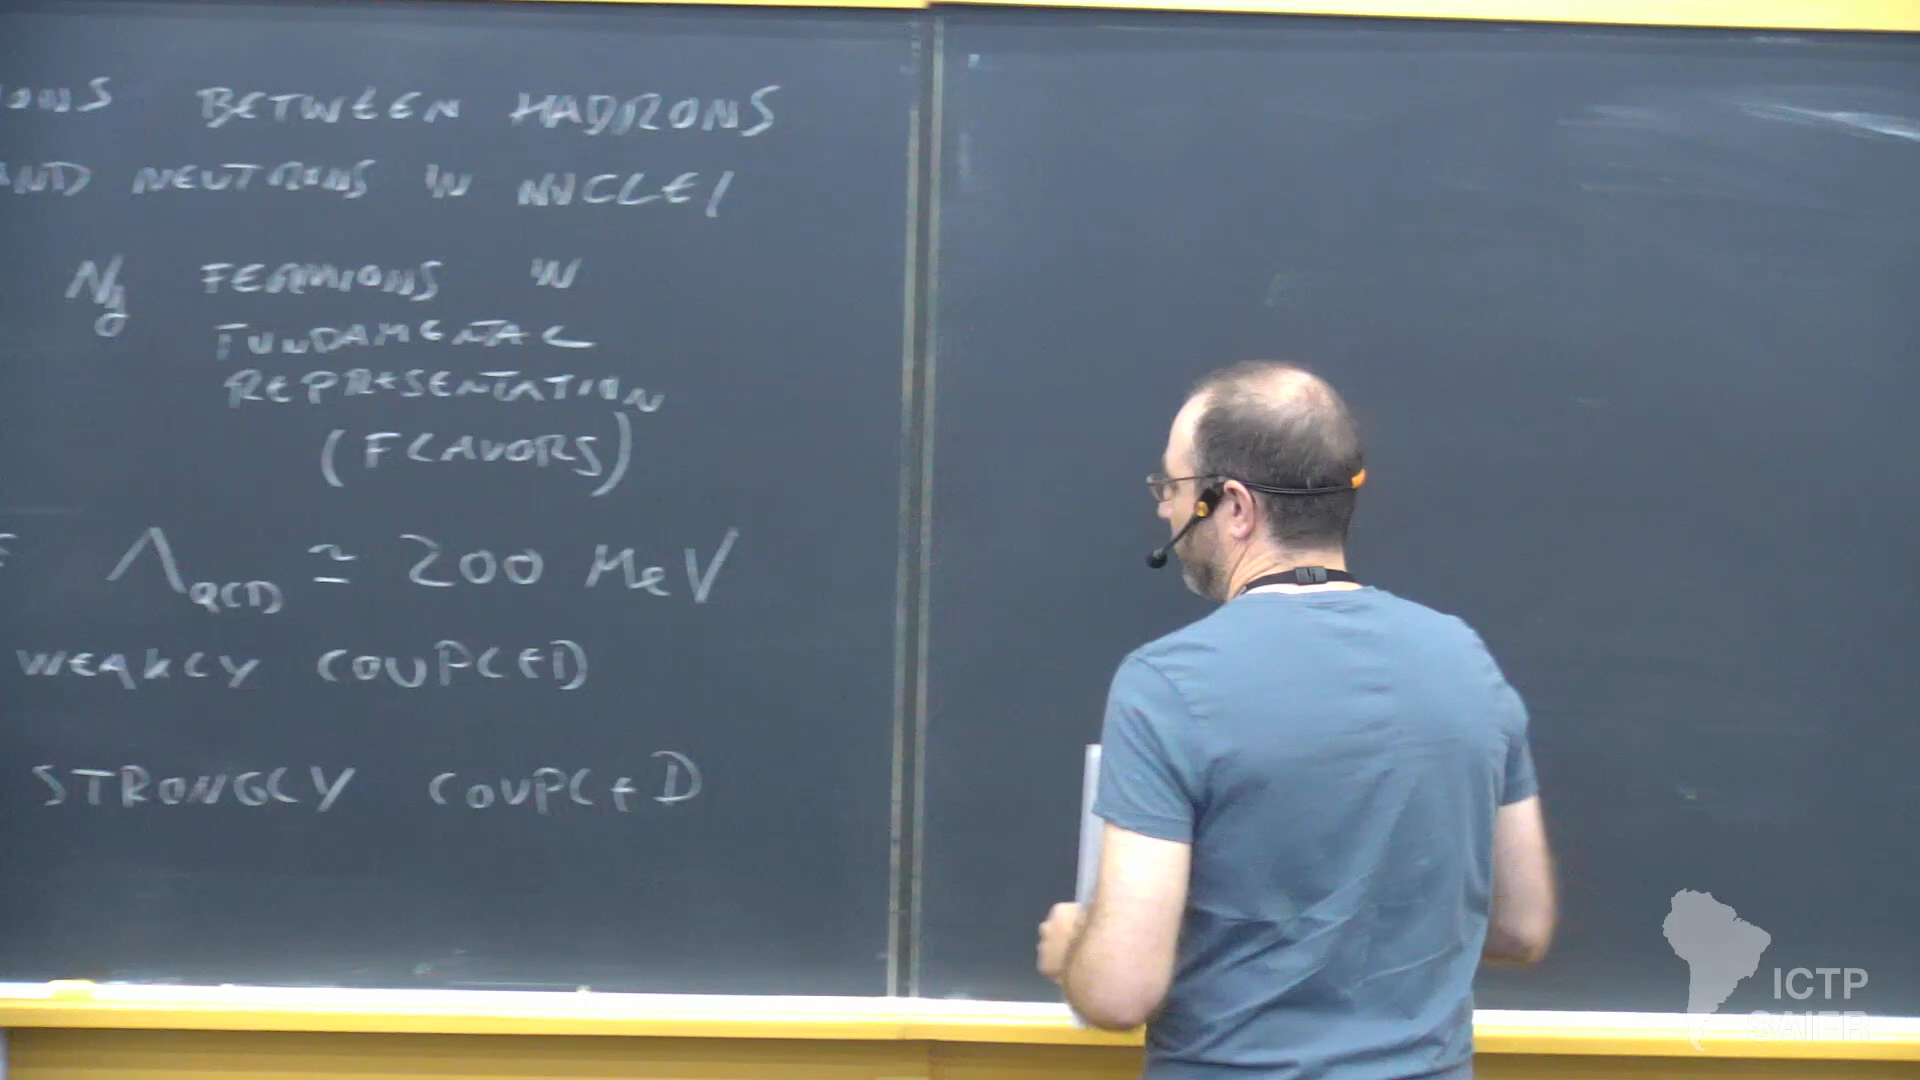 BETWEEN HADRONS
AND NEUTRONS IN NUCLEI
N_f FERMIONS IN
FUNDAMENTAL
REPRESENTATION
(FLAVORS)
Λ_QCD ≃ 200 MeV
WEAKLY COUPLED
STRONGLY COUPLED
ICTP
SAIFR